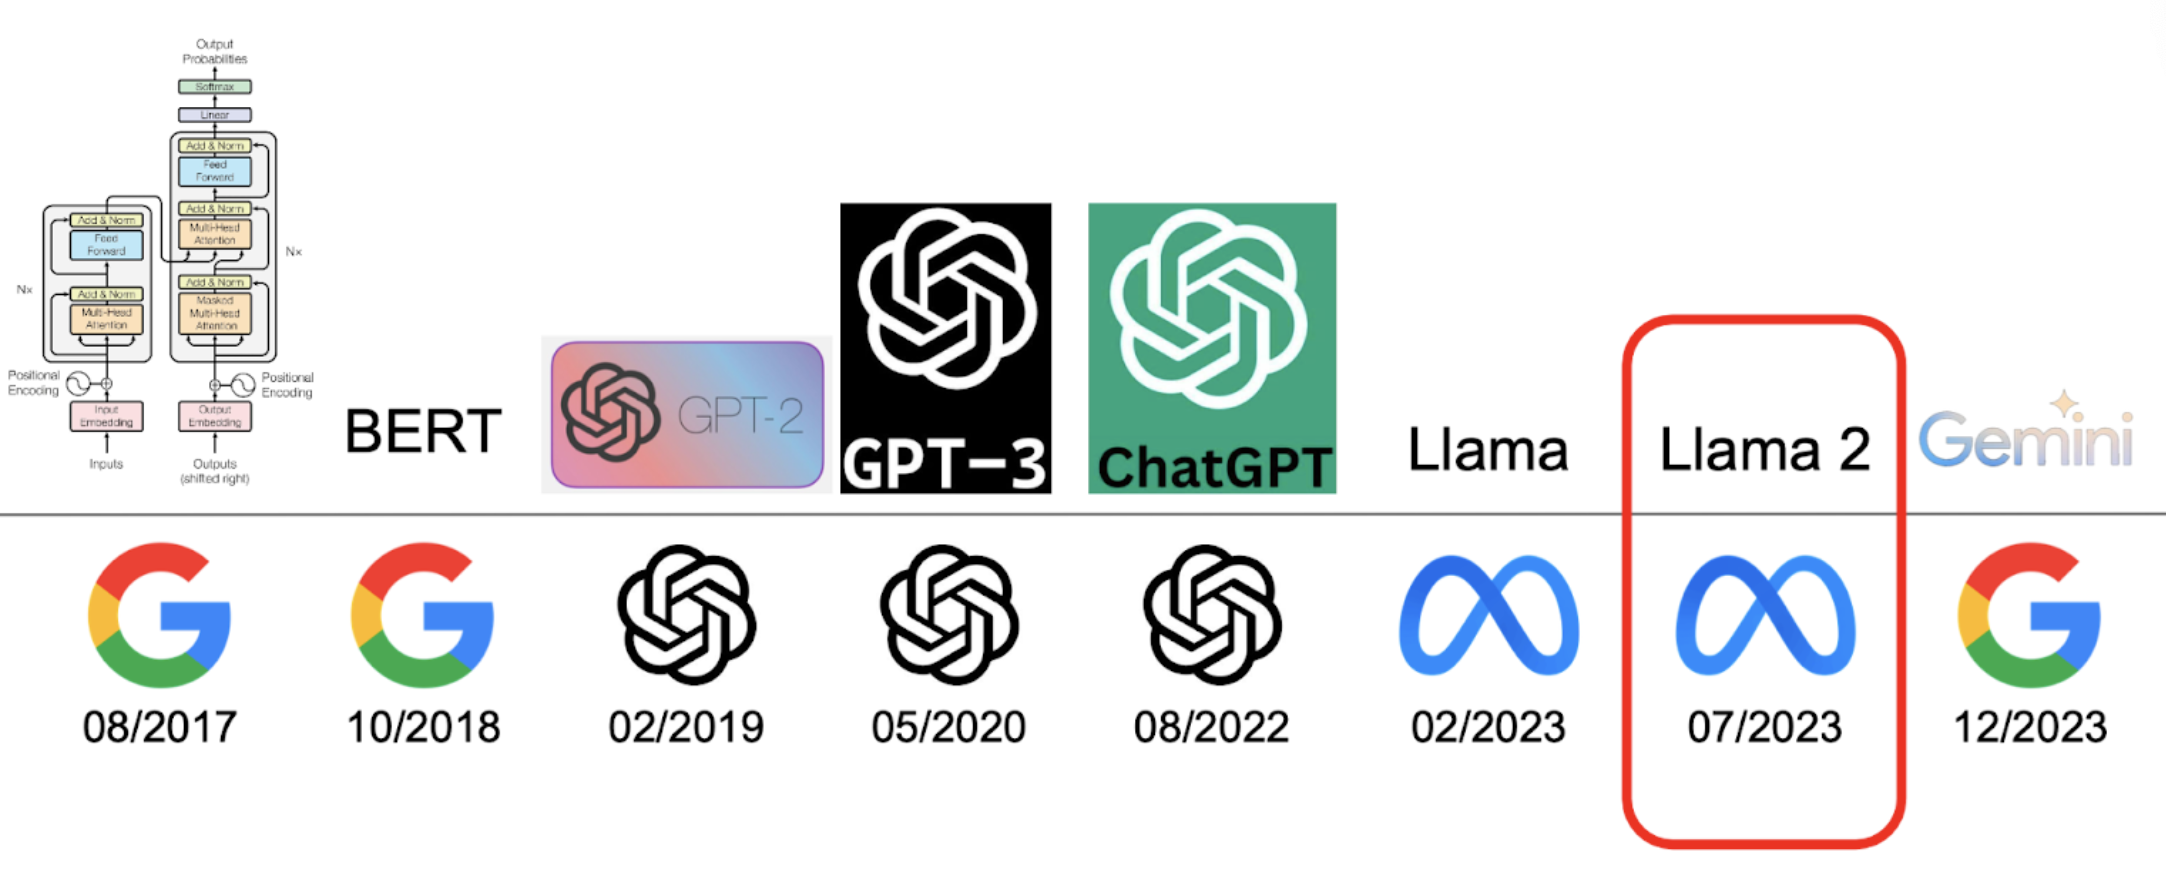 Output
Probabilities
Softmax
Linear
Add & Norm
Feed
Forward
Add & Norm
Multi-Head
Attention
Add & Norm
Masked
Multi-Head
Attention
Nx
Add & Norm
Feed
Forward
Add & Norm
Multi-Head
Attention
Nx
Positional
Encoding
Positional
Encoding
Input
Embedding
Output
Embedding
Inputs
Outputs
(shifted right)
BERT
GPT-2
GPT-3
ChatGPT
Llama
Llama 2
Gemini
08/2017
10/2018
02/2019
05/2020
08/2022
02/2023
07/2023
12/2023